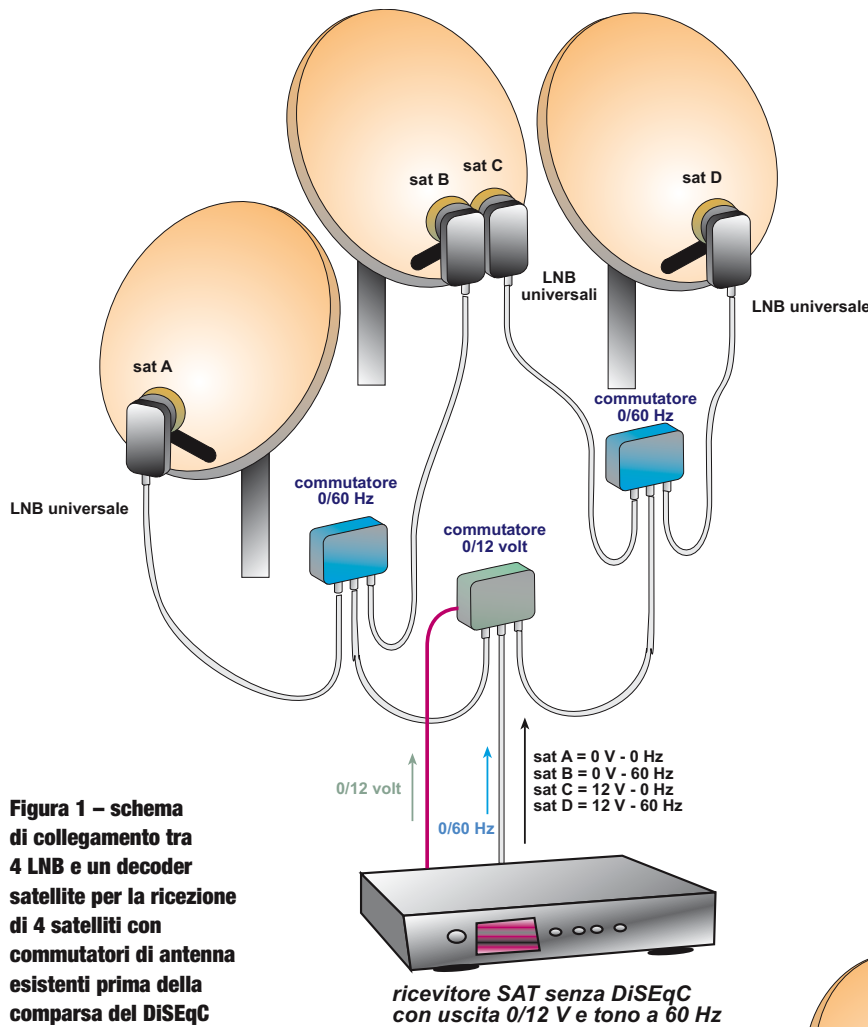 sat B
sat C
sat D
LNB
universali
LNB universale
sat A
commutatore
0/60 Hz
LNB universale
commutatore
0/60 Hz
commutatore
0/12 volt
0/12 volt
0/60 Hz
sat A = 0 V - 0 Hz
sat B = 0 V - 60 Hz
sat C = 12 V - 0 Hz
sat D = 12 V - 60 Hz
Figura 1 – schema
di collegamento tra
4 LNB e un decoder
satellite per la ricezione
di 4 satelliti con
commutatori di antenna
esistenti prima della
comparsa del DiSEqC
ricevitore SAT senza DiSEqC
con uscita 0/12 V e tono a 60 Hz